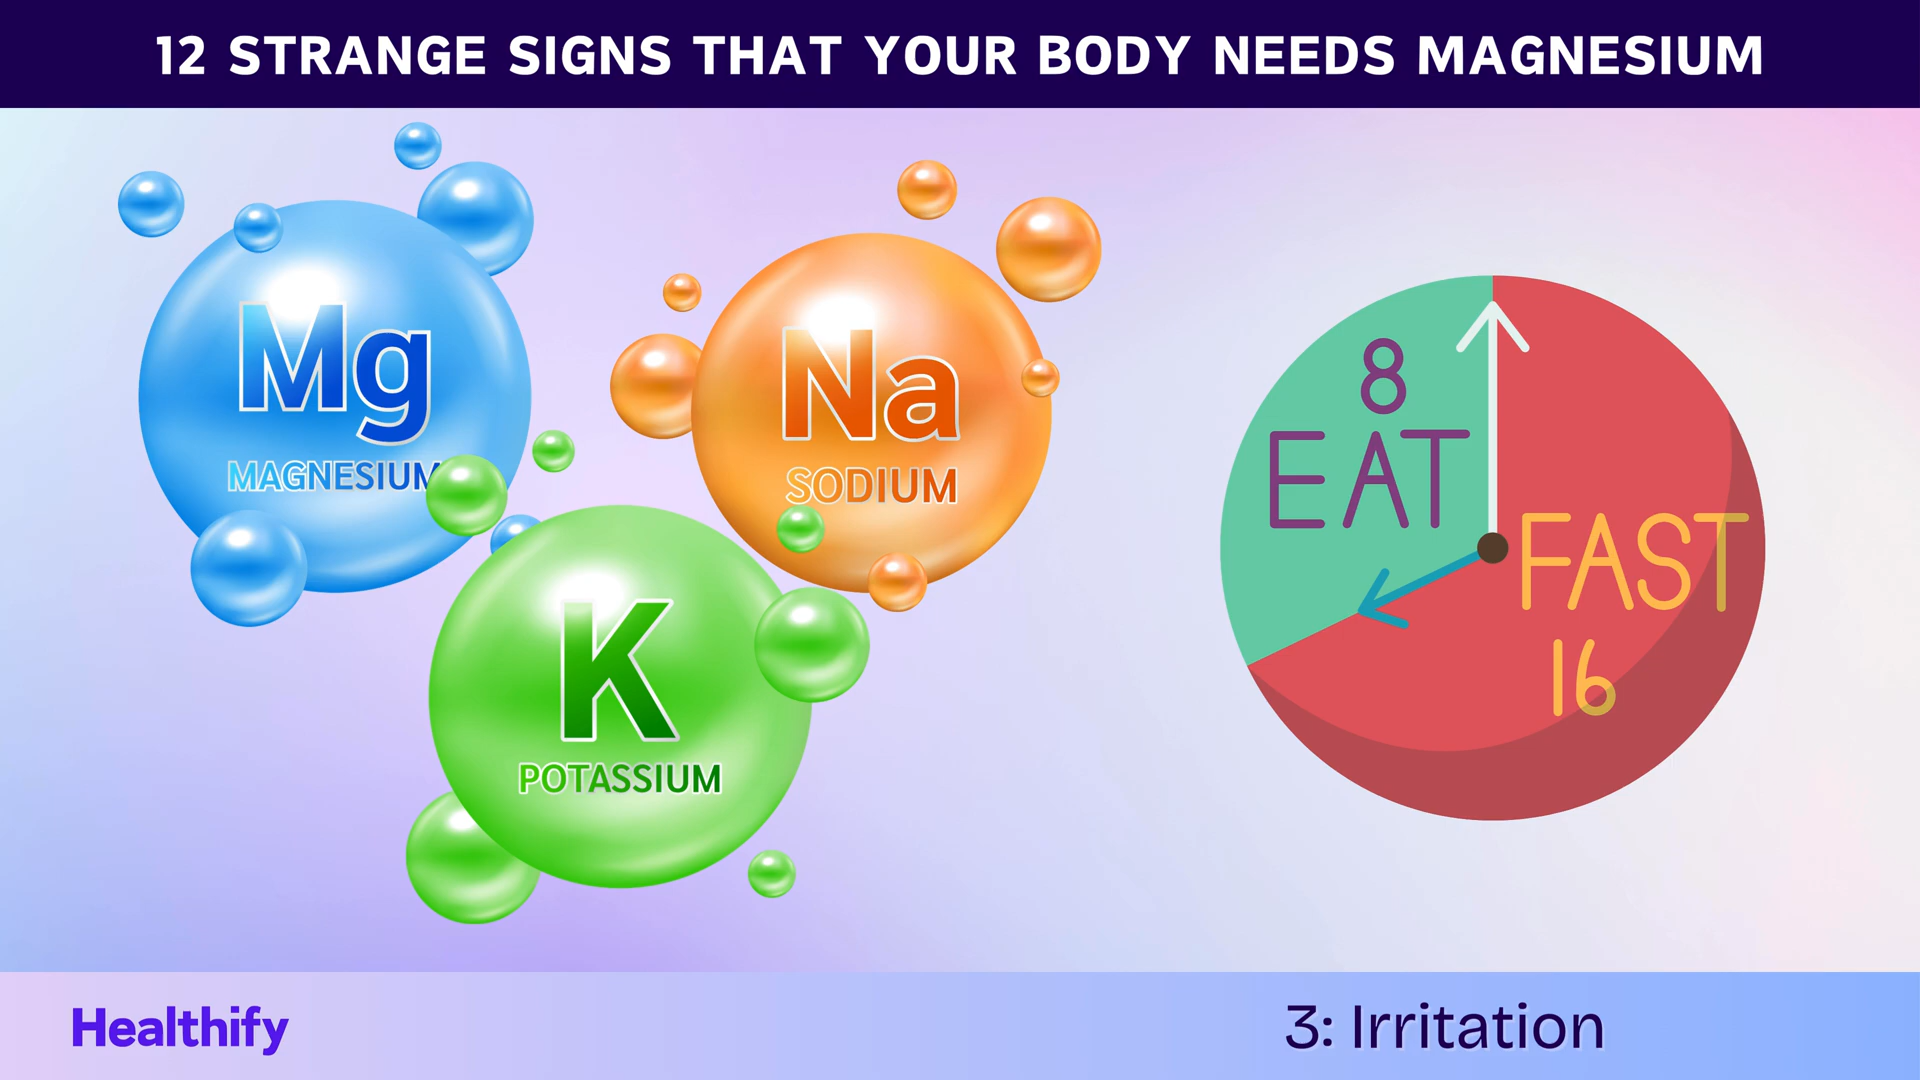 12 STRANGE SIGNS THAT YOUR BODY NEEDS MAGNESIUM
Mg
MAGNESIUM
Na
SODIUM
K
POTASSIUM
8
EAT
FAST
16
Healthify
3: Irritation